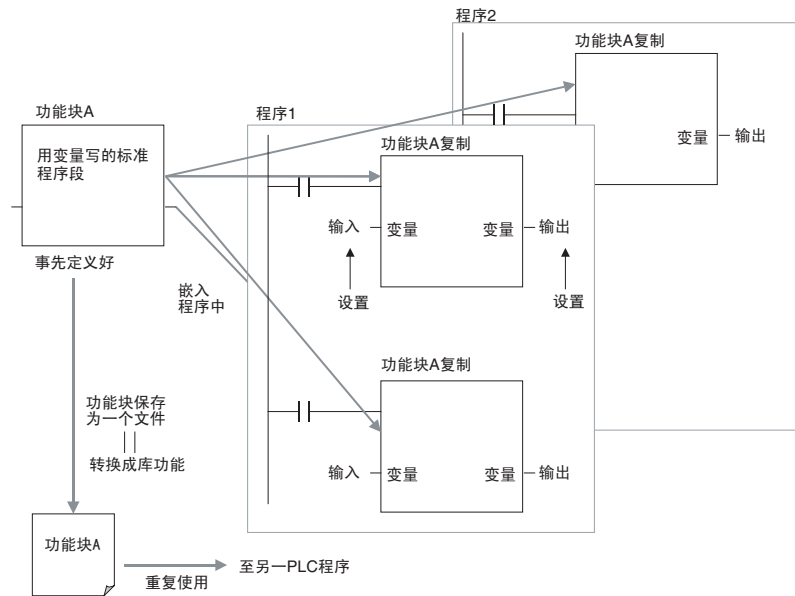 程序2
功能块A复制
变量
输出
功能块A
用变量写的标准
程序段
事先定义好
程序1
功能块A复制
输入
变量
变量
输出
设置
设置
嵌入
程序中
功能块A复制
输入
变量
变量
输出
功能块保存
为一个文件
转换成库功能
功能块A
重复使用
至另一PLC程序